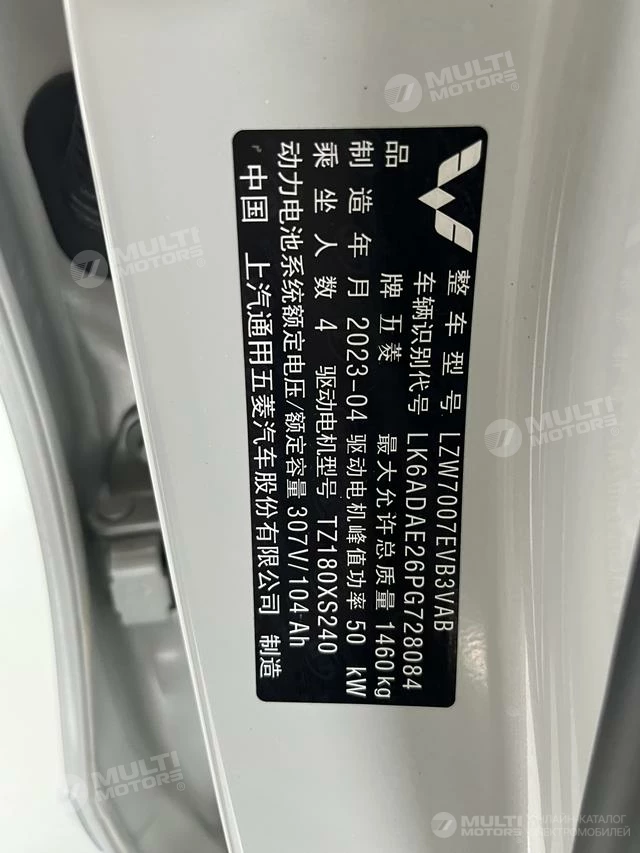 整车型号 LZW7007EVB3VAB
车辆识别代号 LK6ADAE26PG728084
品牌 五菱 最大允许总质量 1460kg
制造年月 2023-04 驱动电机峰值功率 50 kW
乘坐人数 4 驱动电机型号 TZ180XS240
动力电池系统额定电压/额定容量 307V/104Ah
中国 上汽通用五菱汽车股份有限公司 制造
MULTI
MOTORS
MULTI
MOTORS
MULTI
MOTORS
MULTI
MOTORS
MULTI
MOTORS
ОНЛАЙН-КАТАЛОГ
ЭЛЕКТРОМОБИЛЕЙ